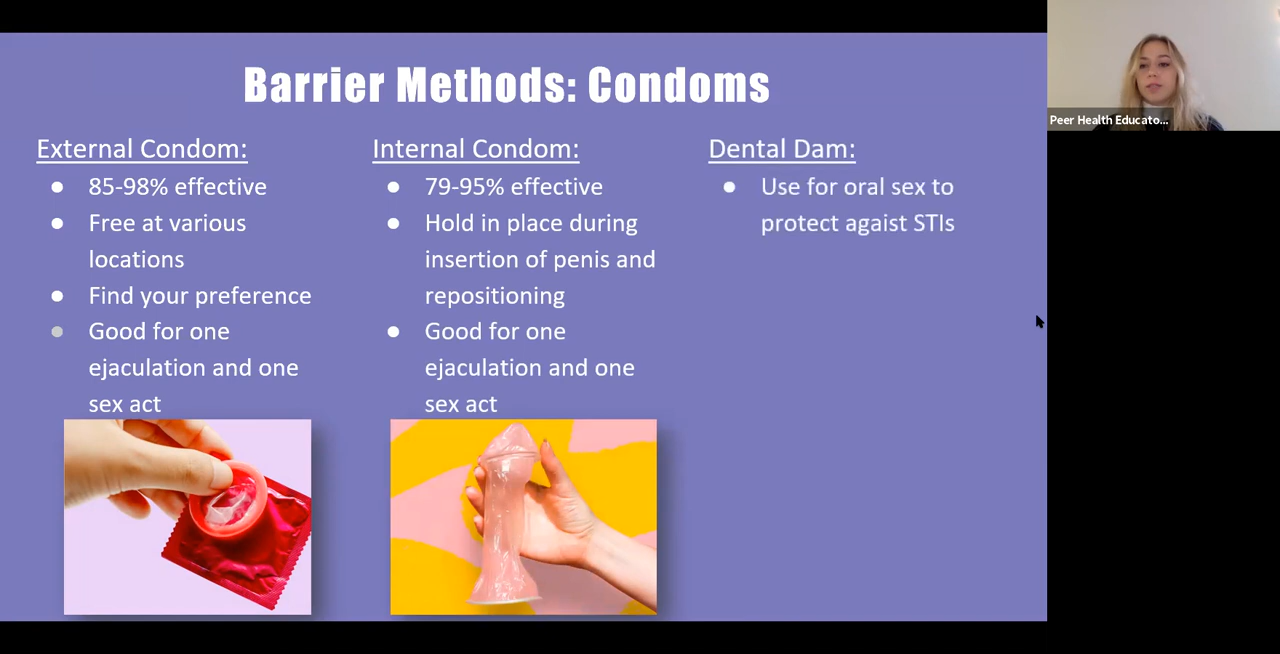 Barrier Methods: Condoms
External Condom:
85-98% effective
Free at various
locations
Find your preference
Good for one
ejaculation and one
sex act
Internal Condom:
79-95% effective
Hold in place during
insertion of penis and
repositioning
Good for one
ejaculation and one
sex act
Dental Dam:
Use for oral sex to
protect agaist STIs
Peer Health Educato...